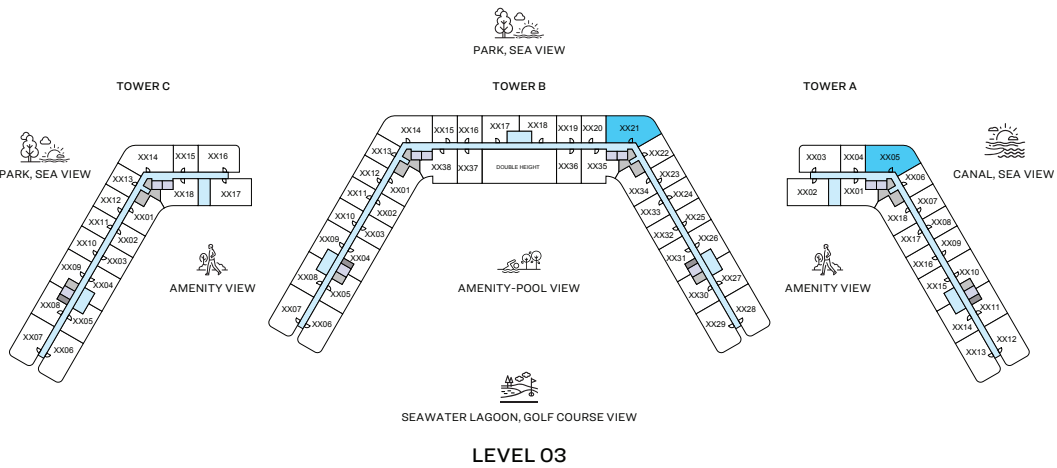 PARK, SEA VIEW
TOWER C
TOWER B
TOWER A
PARK, SEA VIEW
CANAL, SEA VIEW
XX14
XX15
XX16
XX13
XX12
XX11
XX10
XX09
XX08
XX07
XX06
XX05
XX04
XX03
XX02
XX01
XX18
XX17
AMENITY VIEW
XX14
XX15
XX16
XX17
XX18
XX19
XX20
XX21
XX13
XX12
XX11
XX10
XX09
XX08
XX07
XX06
XX05
XX04
XX03
XX02
XX01
XX38
XX37
DOUBLE HEIGHT
XX36
XX35
XX22
XX23
XX24
XX25
XX26
XX27
XX28
XX29
XX30
XX31
XX32
XX33
XX34
AMENITY-POOL VIEW
XX03
XX04
XX05
XX02
XX01
XX06
XX07
XX08
XX09
XX10
XX11
XX12
XX13
XX14
XX15
XX16
XX17
XX18
AMENITY VIEW
SEAWATER LAGOON, GOLF COURSE VIEW
LEVEL 03